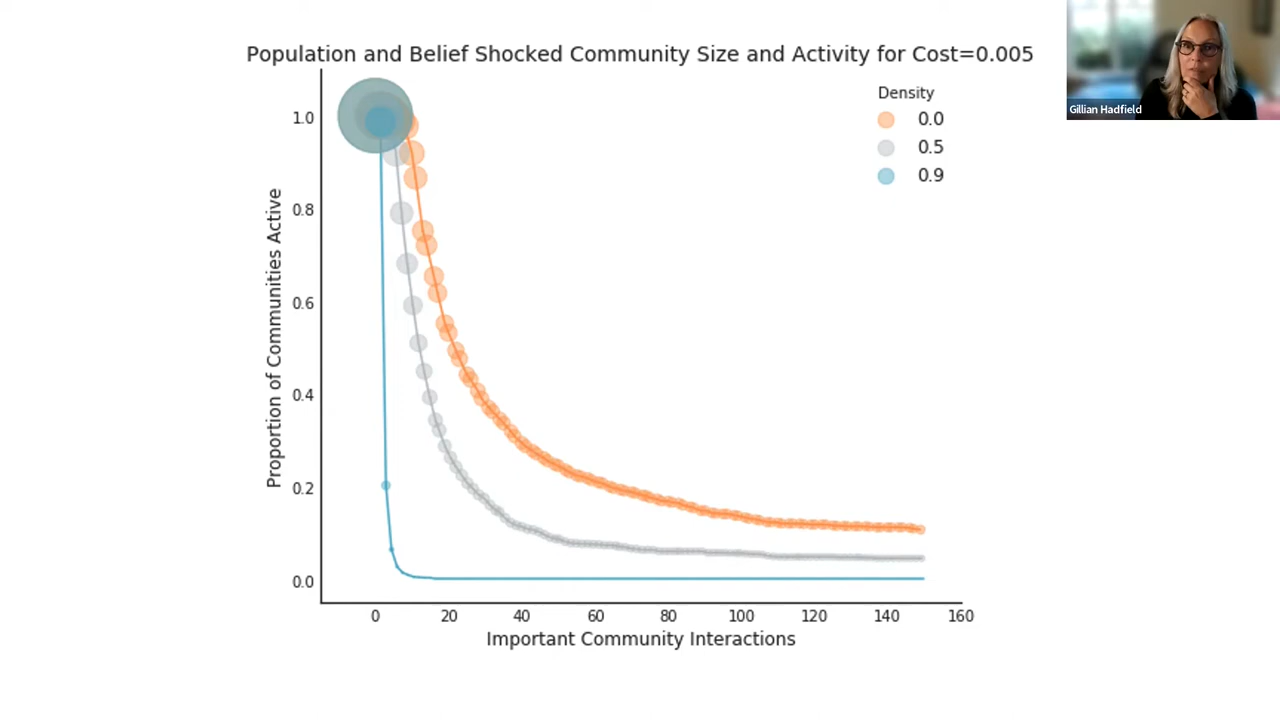 Population and Belief Shocked Community Size and Activity for Cost=0.005
Gillian Hadfield
Density
0.0
0.5
0.9
Proportion of Communities Active
1.0
0.8
0.6
0.4
0.2
0.0
0 20 40 60 80 100 120 140 160
Important Community Interactions